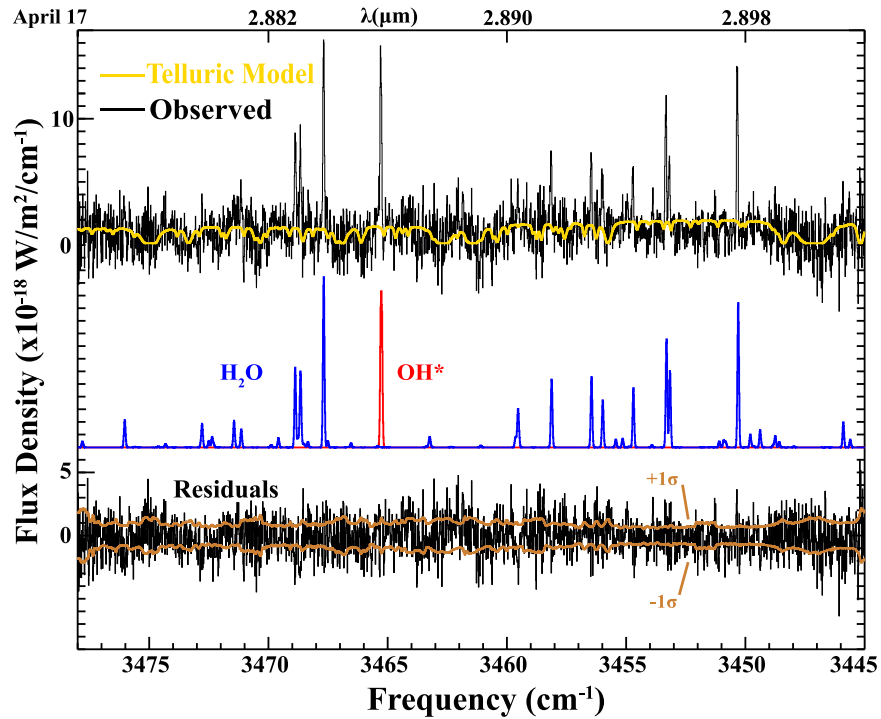 April 17
2.882 λ(μm) 2.890 2.898
Telluric Model
Observed
10
0
H₂O OH*
5
0
Residuals
+1σ
-1σ
Flux Density (x10⁻¹⁸ W/m²/cm⁻¹)
3475 3470 3465 3460 3455 3450 3445
Frequency (cm⁻¹)